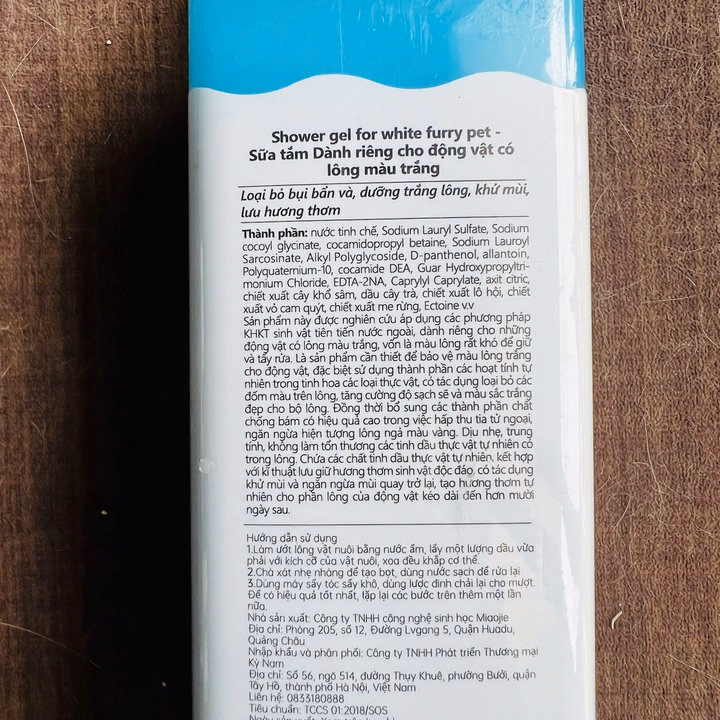 Shower gel for white furry pet -
Sữa tắm Dành riêng cho động vật có
lông màu trắng
Loại bỏ bụi bẩn và, dưỡng trắng lông, khử mùi,
lưu hương thơm
Thành phần: nước tinh chế, Sodium Lauryl Sulfate, Sodium
cocoyl glycinate, cocamidopropyl betaine, Sodium Lauroyl
Sarcosinate, Alkyl Polyglycoside, D-panthenol, allantoin,
Polyquaternium-10, cocamide DEA, Guar Hydroxypropyltri-
monium Chloride, EDTA-2NA, Caprylyl Caprylate, axit citric,
chiết xuất cây khổ sâm, dầu cây trà, chiết xuất lô hội, chiết
xuất vỏ cam quýt, chiết xuất me rừng, Ectoine v.v
Sản phẩm này được nghiên cứu áp dụng các phương pháp
KHKT sinh vật tiên tiến nước ngoài, dành riêng cho những
động vật có lông màu trắng, vốn là màu lông rất khó để giữ
và tẩy rửa. Là sản phẩm cần thiết để bảo vệ màu lông trắng
cho động vật, đặc biệt sử dụng thành phần các hoạt tính tự
nhiên trong tinh hoa các loại thực vật, có tác dụng loại bỏ các
đốm màu trên lông, tăng cường độ sạch sẽ và màu sắc trắng
đẹp cho bộ lông. Đồng thời bổ sung các thành phần chất
chống bám có hiệu quả cao trong việc hấp thu tia tử ngoại,
ngăn ngừa hiện tượng lông ngả màu vàng. Dịu nhẹ, trung
tính, không làm tổn thương các tinh dầu thực vật tự nhiên có
trong lông. Chứa các chất tinh dầu thực vật tự nhiên, kết hợp
với kĩ thuật lưu giữ hương thơm sinh vật độc đáo, có tác dụng
khử mùi và ngăn ngừa mùi quay trở lại, tạo hương thơm tự
nhiên cho phần lông của động vật kéo dài đến hơn mười
ngày sau.
Hướng dẫn sử dụng
1.Làm ướt lông vật nuôi bằng nước ấm, lấy một lượng dầu vừa
phải với kích cỡ của vật nuôi, xoa đều khắp cơ thể.
2.Chà xát nhẹ nhàng để tạo bọt, dùng nước sạch để rửa lại
3.Dùng máy sấy tóc sấy khô, dùng lược đinh chải lại cho mượt.
Để có hiệu quả tốt nhất, lặp lại các bước trên thêm một lần
nữa.
Nhà sản xuất: Công ty TNHH công nghệ sinh học Miaojie
Địa chỉ: Phòng 205, số 12, Đường Lvgang 5, Quận Huadu,
Quảng Châu
Nhập khẩu và phân phối: Công ty TNHH Phát triển Thương mại
Kỳ Nam
Địa chỉ: Số 56, ngõ 514, đường Thụy Khuê, phường Bưởi, quận
Tây Hồ, thành phố Hà Nội, Việt Nam
Liên hệ: 0833180888
Tiêu chuẩn: TCCS 01:2018/SOS